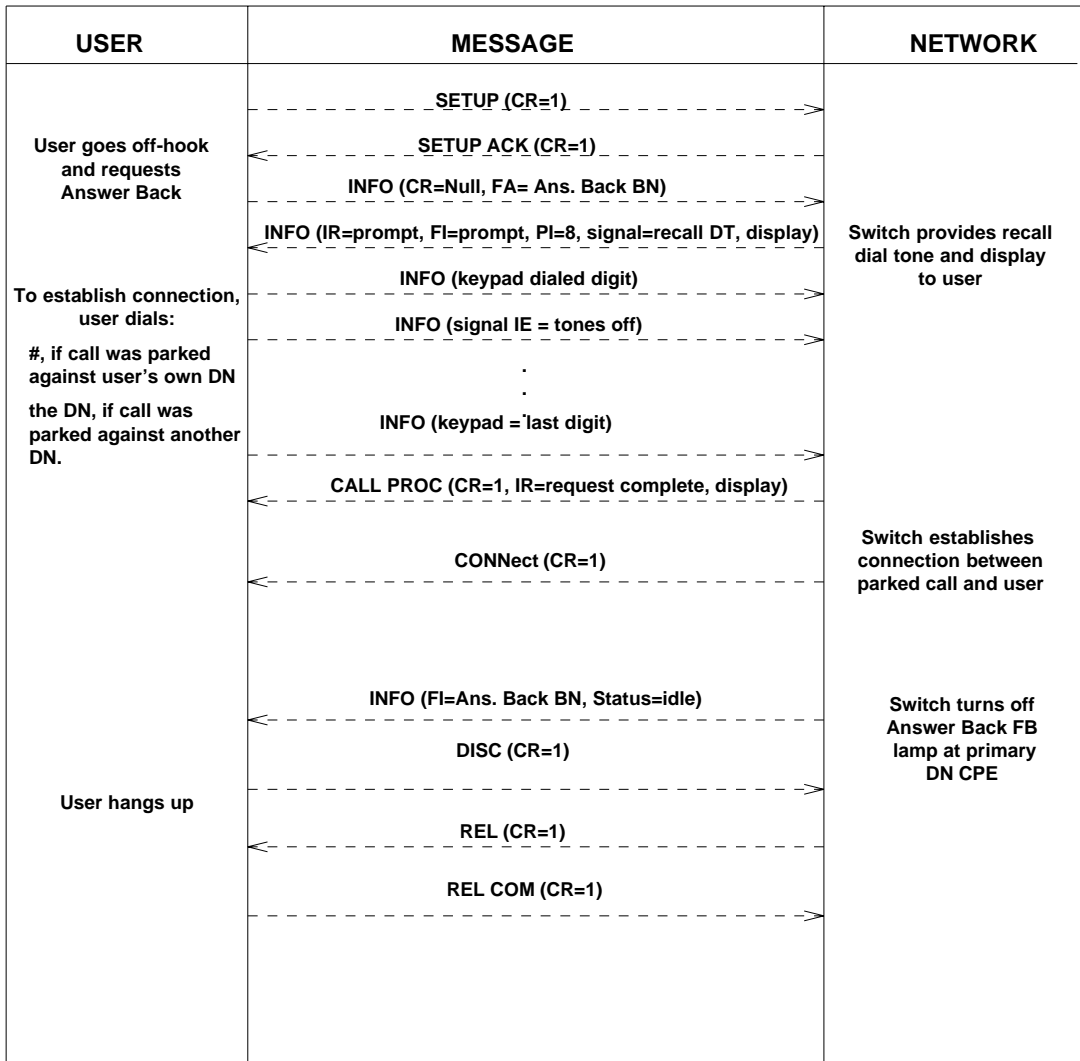 USER
MESSAGE
NETWORK
SETUP (CR=1)
User goes off-hook
and requests
Answer Back
SETUP ACK (CR=1)
INFO (CR=Null, FA= Ans. Back BN)
INFO (IR=prompt, FI=prompt, PI=8, signal=recall DT, display)
Switch provides recall
dial tone and display
to user
To establish connection,
user dials:
#, if call was parked
against user's own DN
the DN, if call was
parked against another
DN.
INFO (keypad dialed digit)
INFO (signal IE = tones off)
.
.
.
INFO (keypad = last digit)
CALL PROC (CR=1, IR=request complete, display)
CONNect (CR=1)
Switch establishes
connection between
parked call and user
INFO (FI=Ans. Back BN, Status=idle)
Switch turns off
Answer Back FB
lamp at primary
DN CPE
DISC (CR=1)
User hangs up
REL (CR=1)
REL COM (CR=1)